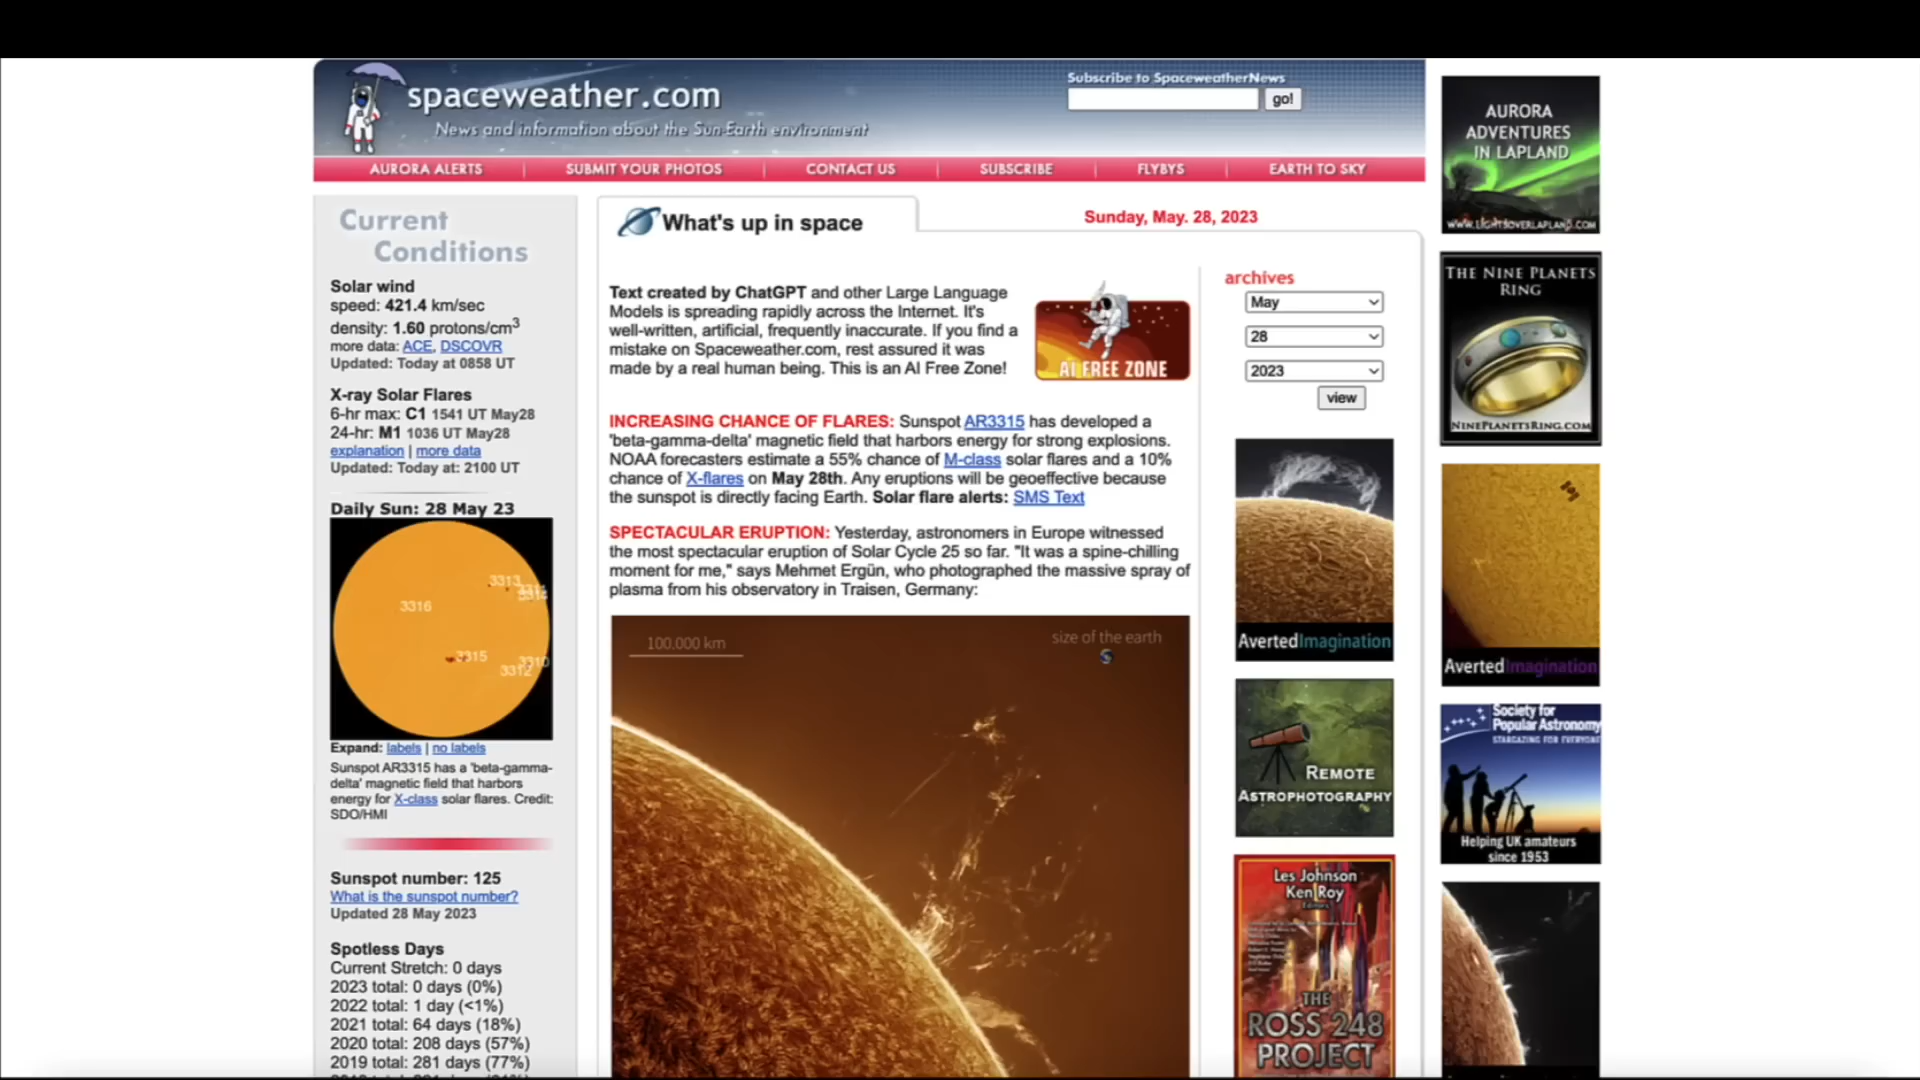 spaceweather.com
News and information about the Sun-Earth environment
Subscribe to SpaceweatherNews
go!
AURORA ALERTS
SUBMIT YOUR PHOTOS
CONTACT US
SUBSCRIBE
FLYBYS
EARTH TO SKY
Current
Conditions
Solar wind
speed: 421.4 km/sec
density: 1.60 protons/cm3
more data: ACE, DSCOVR
Updated: Today at 0858 UT
X-ray Solar Flares
6-hr max: C1 1541 UT May28
24-hr: M1 1036 UT May28
explanation | more data
Updated: Today at: 2100 UT
Daily Sun: 28 May 23
3313
3316
3315
3310
3312
Expand: labels | no labels
Sunspot AR3315 has a 'beta-gamma-
delta' magnetic field that harbors
energy for X-class solar flares. Credit:
SDO/HMI
Sunspot number: 125
What is the sunspot number?
Updated 28 May 2023
Spotless Days
Current Stretch: 0 days
2023 total: 0 days (0%)
2022 total: 1 day (<1%)
2021 total: 64 days (18%)
2020 total: 208 days (57%)
2019 total: 281 days (77%)
What's up in space
Sunday, May. 28, 2023
Text created by ChatGPT and other Large Language
Models is spreading rapidly across the Internet. It's
well-written, artificial, frequently inaccurate. If you find a
mistake on Spaceweather.com, rest assured it was
made by a real human being. This is an AI Free Zone!
AI FREE ZONE
INCREASING CHANCE OF FLARES: Sunspot AR3315 has developed a
'beta-gamma-delta' magnetic field that harbors energy for strong explosions.
NOAA forecasters estimate a 55% chance of M-class solar flares and a 10%
chance of X-flares on May 28th. Any eruptions will be geoeffective because
the sunspot is directly facing Earth. Solar flare alerts: SMS Text
SPECTACULAR ERUPTION: Yesterday, astronomers in Europe witnessed
the most spectacular eruption of Solar Cycle 25 so far. "It was a spine-chilling
moment for me," says Mehmet Ergün, who photographed the massive spray of
plasma from his observatory in Traisen, Germany:
100.000 km
size of the earth
archives
May
28
2023
view
AvertedImagination
REMOTE
ASTROPHOTOGRAPHY
Les Johnson
Ken Roy
Editors
THE
ROSS 248
PROJECT
AURORA
ADVENTURES
IN LAPLAND
WWW.LIGHTSOVERLAPLAND.COM
THE NINE PLANETS
RING
NINEPLANETSRING.COM
AvertedImagination
Society for
Popular Astronomy
STARGAZING FOR EVERYONE
Helping UK amateurs
since 1953